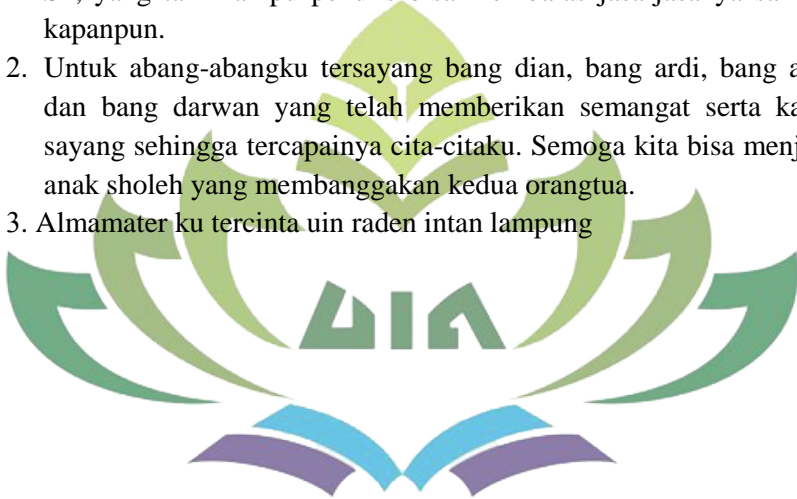 kapanpun.
2. Untuk abang-abangku tersayang bang dian, bang ardi, bang
dan bang darwan yang telah memberikan semangat serta
sayang sehingga tercapainya cita-citaku. Semoga kita bisa
anak sholeh yang membanggakan kedua orangtua.
3. Almamater ku tercinta uin raden intan lampung
UIN